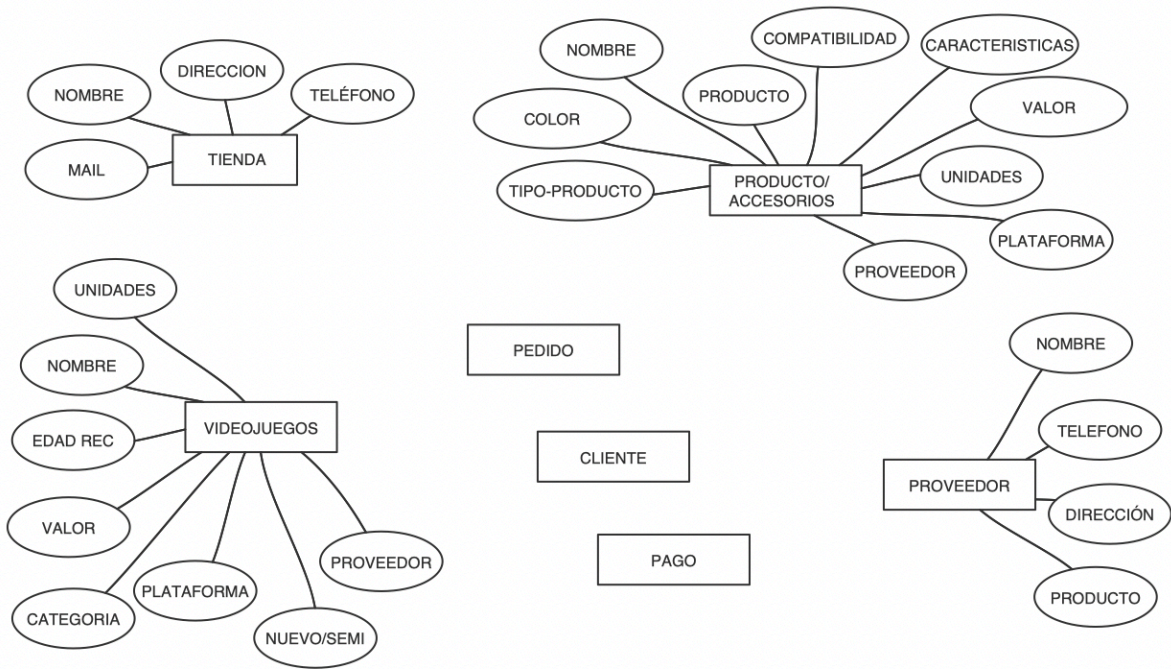 DIRECCION
NOMBRE
TELÉFONO
MAIL
TIENDA
COMPATIBILIDAD
NOMBRE
CARACTERISTICAS
PRODUCTO
COLOR
VALOR
TIPO-PRODUCTO
PRODUCTO/
ACCESORIOS
UNIDADES
PLATAFORMA
PROVEEDOR
UNIDADES
NOMBRE
EDAD REC
VIDEOJUEGOS
VALOR
CATEGORIA
PLATAFORMA
NUEVO/SEMI
PROVEEDOR
PEDIDO
CLIENTE
PAGO
NOMBRE
TELEFONO
PROVEEDOR
DIRECCIÓN
PRODUCTO